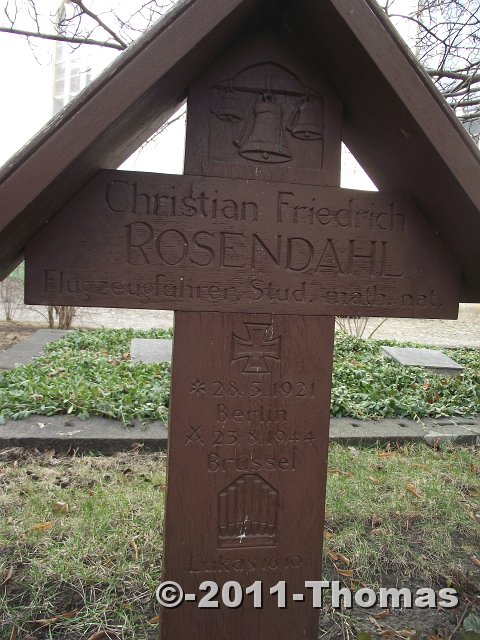 Christian Friedrich
ROSENDAHL
Flugzeugführer, Stud. math. nat.
* 28.5.1921
Berlin
⚔ 23.8.1944
Brüssel
Lukas 19,10
©-2011-Thomas